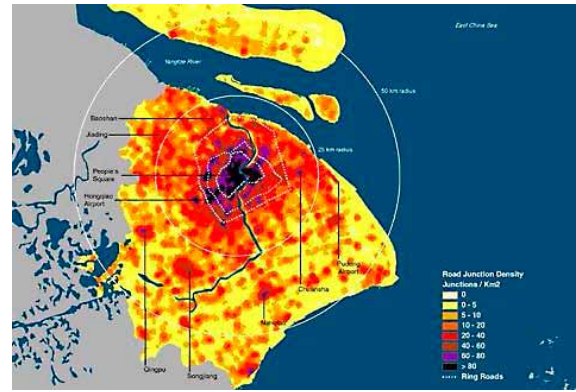 East China Sea
Yangtze River
50 km radius
Baoshan
Jiading
25 km radius
People's
Square
Hongqiao
Airport
Pudong
Airport
Chuansha
Nanhui
Qingpu
Songjiang
Road Junction Density
Junctions / Km2
0
0 - 5
5 - 10
10 - 20
20 - 40
40 - 60
60 - 80
> 80
Ring Roads